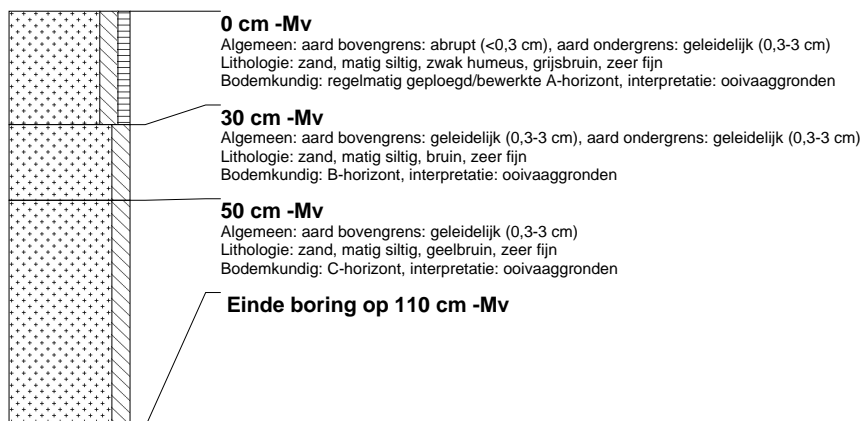 0 cm -Mv
Algemeen: aard bovengrens: abrupt (<0,3 cm), aard ondergrens: geleidelijk (0,3-3 cm)
Lithologie: zand, matig siltig, zwak humeus, grijsbruin, zeer fijn
Bodemkundig: regelmatig geploegd/bewerkte A-horizont, interpretatie: ooivaaggronden
30 cm -Mv
Algemeen: aard bovengrens: geleidelijk (0,3-3 cm), aard ondergrens: geleidelijk (0,3-3 cm)
Lithologie: zand, matig siltig, bruin, zeer fijn
Bodemkundig: B-horizont, interpretatie: ooivaaggronden
50 cm -Mv
Algemeen: aard bovengrens: geleidelijk (0,3-3 cm)
Lithologie: zand, matig siltig, geelbruin, zeer fijn
Bodemkundig: C-horizont, interpretatie: ooivaaggronden
Einde boring op 110 cm -Mv